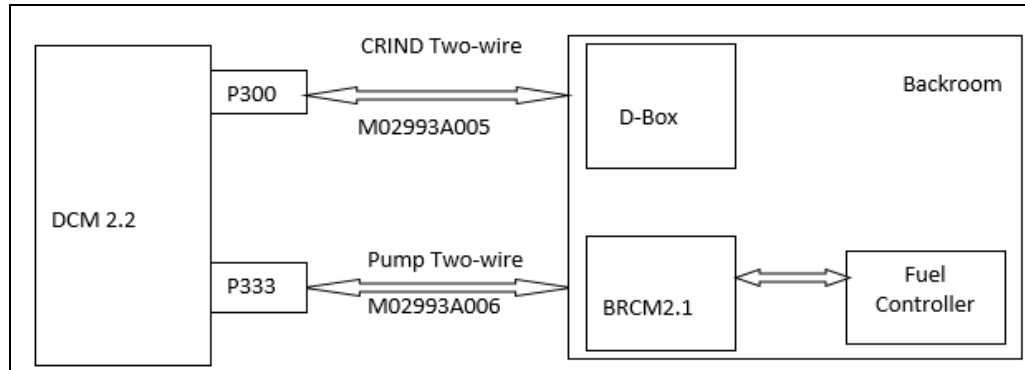 CRIND Two-wire
P300
M02993A005
D-Box
Backroom
DCM 2.2
Pump Two-wire
P333
M02993A006
BRCM2.1
Fuel
Controller